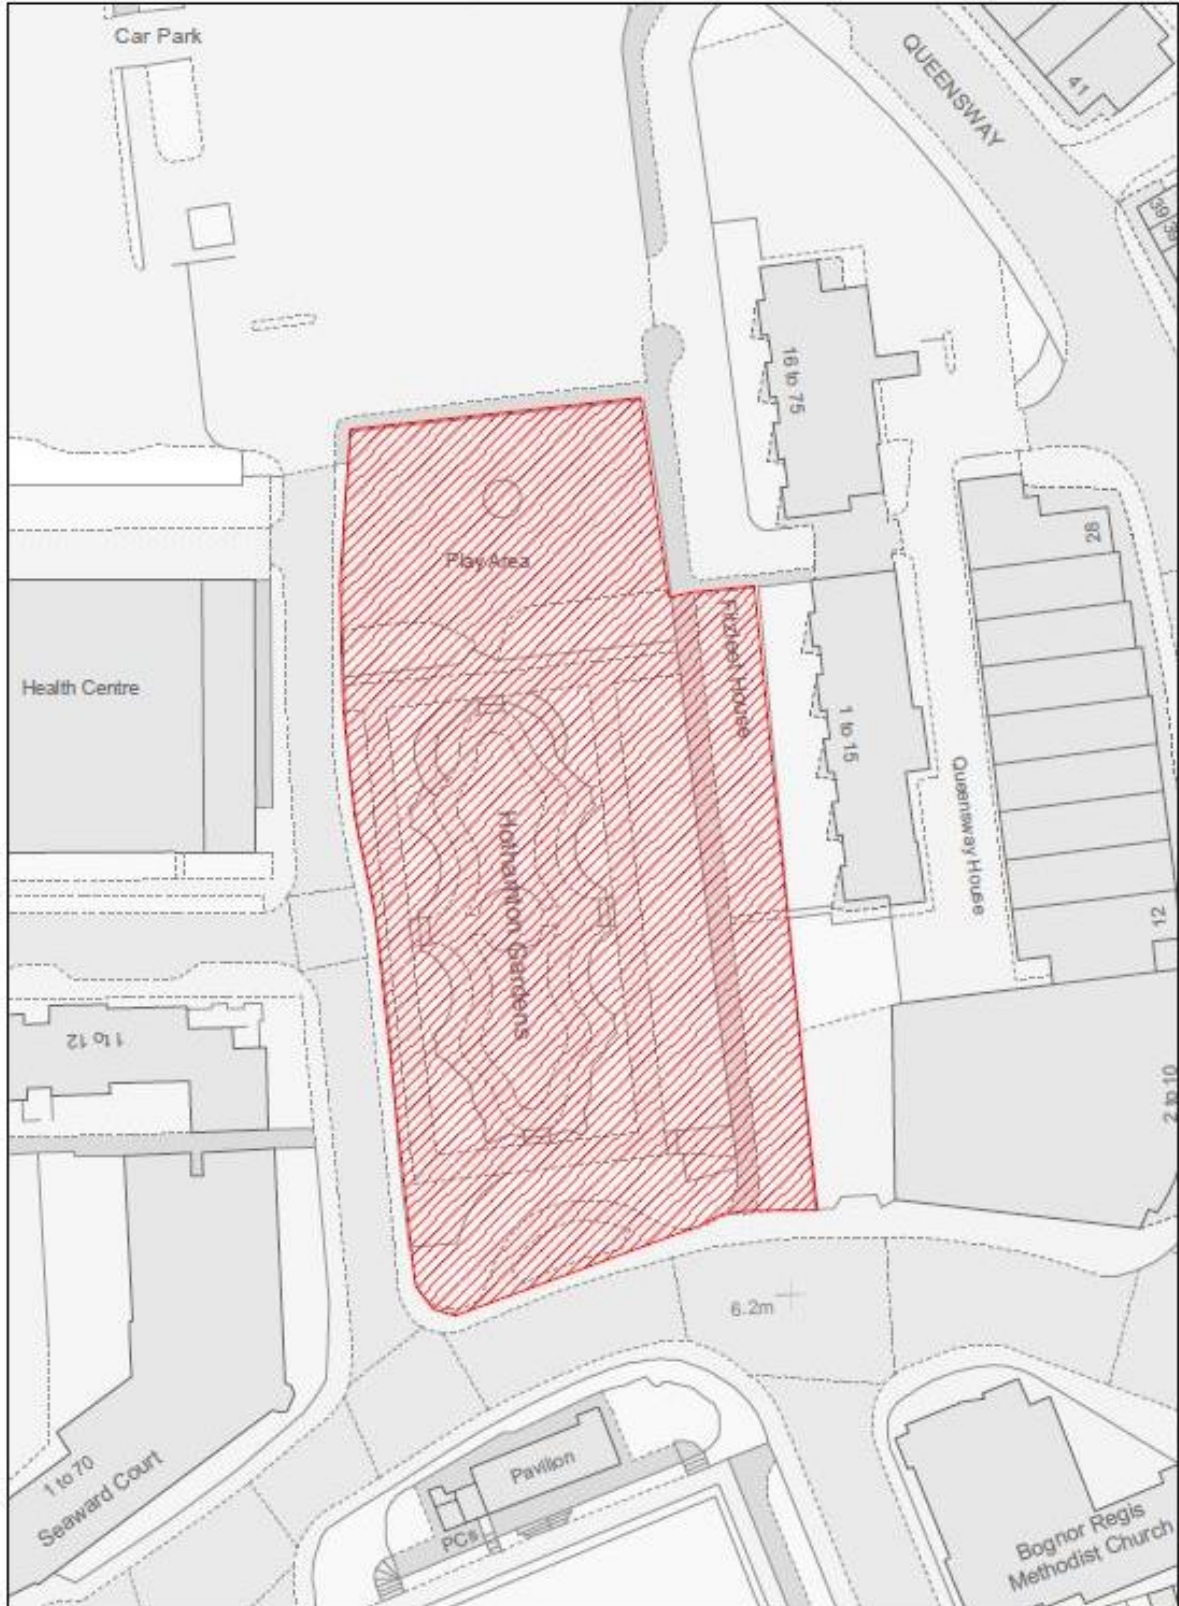 Car Park
QUEENSWAY
41
39
16 to 75
Play Area
28
Fitzleet House
Health Centre
1 to 15
Queensway House
Hothamton Gardens
12
1 to 12
2 to 10
6.2m
1 to 70
Seaward Court
Pavilion
PCs
Bognor Regis
Methodist Church